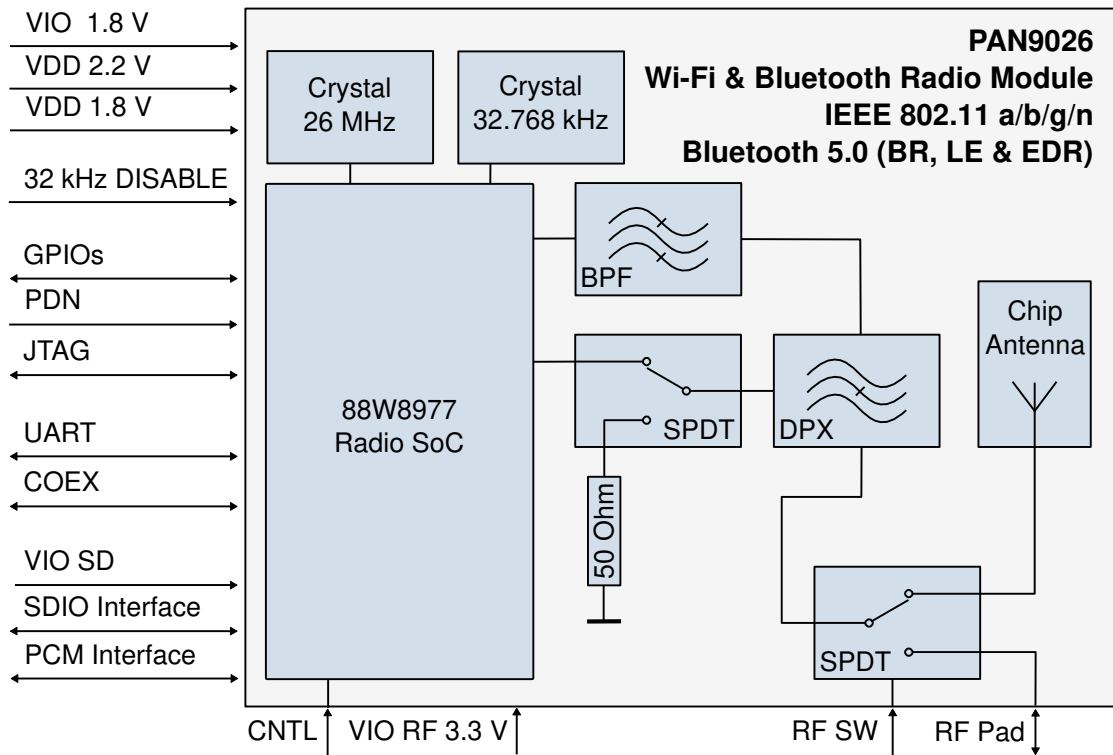 VIO 1.8 V
VDD 2.2 V
VDD 1.8 V
32 kHz DISABLE
GPIOs
PDN
JTAG
UART
COEX
VIO SD
SDIO Interface
PCM Interface
PAN9026
Wi-Fi & Bluetooth Radio Module
IEEE 802.11 a/b/g/n
Bluetooth 5.0 (BR, LE & EDR)
Crystal
26 MHz
Crystal
32.768 kHz
88W8977
Radio SoC
BPF
SPDT
DPX
Chip
Antenna
50 Ohm
SPDT
CNTL
VIO RF 3.3 V
RF SW
RF Pad